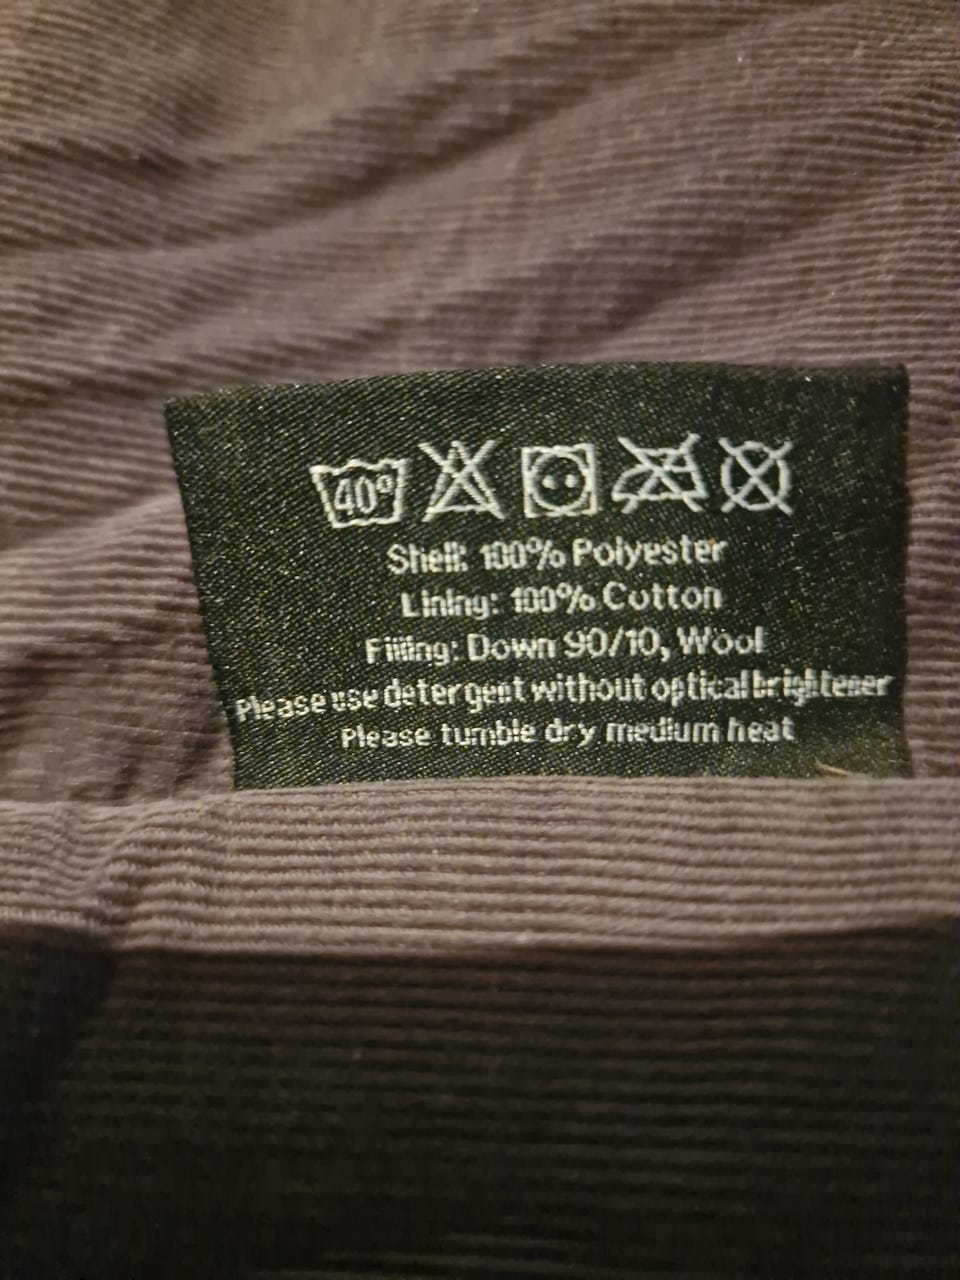 40°
Shell: 100% Polyester
Lining: 100% Cotton
Filling: Down 90/10, Wool
Please use detergent without optical brightener
Please tumble dry medium heat